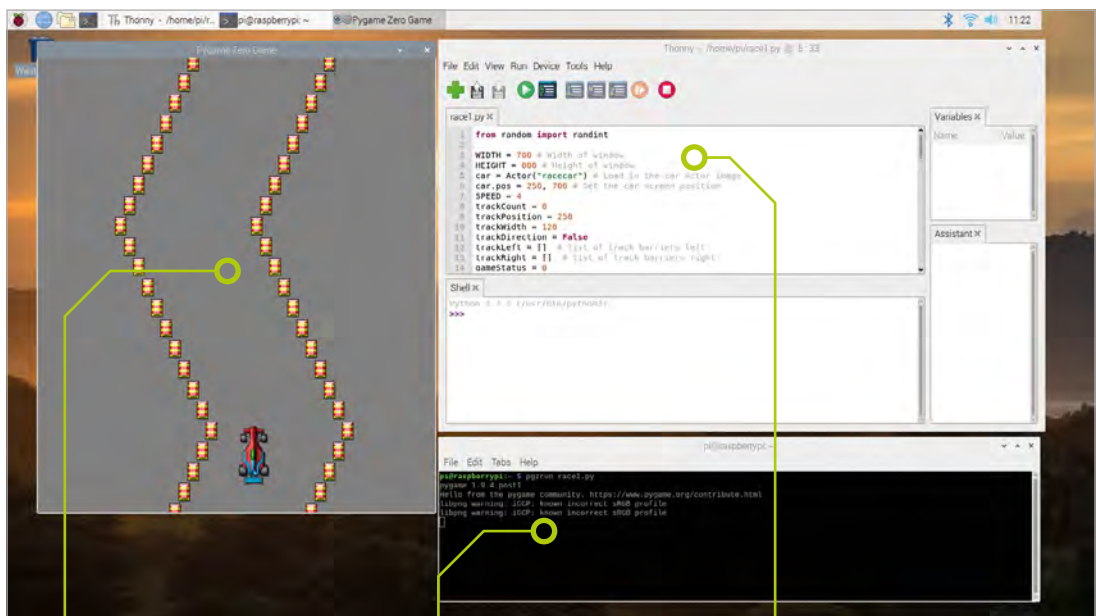 Thonny - /home/pi/r... pi@raspberrypi: ~ Pygame Zero Game 11:22
Pygame Zero Game
Thonny - /home/pi/race1.py
File Edit View Run Device Tools Help
race1.py ×
1 from random import randint
2
3 WIDTH = 700 # Width of window
4 HEIGHT = 800 # Height of window
5 car = Actor("racecar") # Load in the car Actor image
6 car.pos = 250, 700 # Set the car screen position
7 SPEED = 4
8 trackCount = 0
9 trackPosition = 250
10 trackWidth = 120
11 trackDirection = False
12 trackLeft = [] # list of track barriers left
13 trackRight = [] # list of track barriers right
14 gameStatus = 0
Variables ×
Name Value
Assistant ×
Shell ×
>>>
pi@raspberrypi: ~
File Edit Tabs Help
pi@raspberrypi:~ $ pgzrun race1.py
pygame 1.9.4.post1
Hello from the pygame community. https://www.pygame.org/contribute.html
libpng warning: iCCP: known incorrect sRGB profile
libpng warning: iCCP: known incorrect sRGB profile